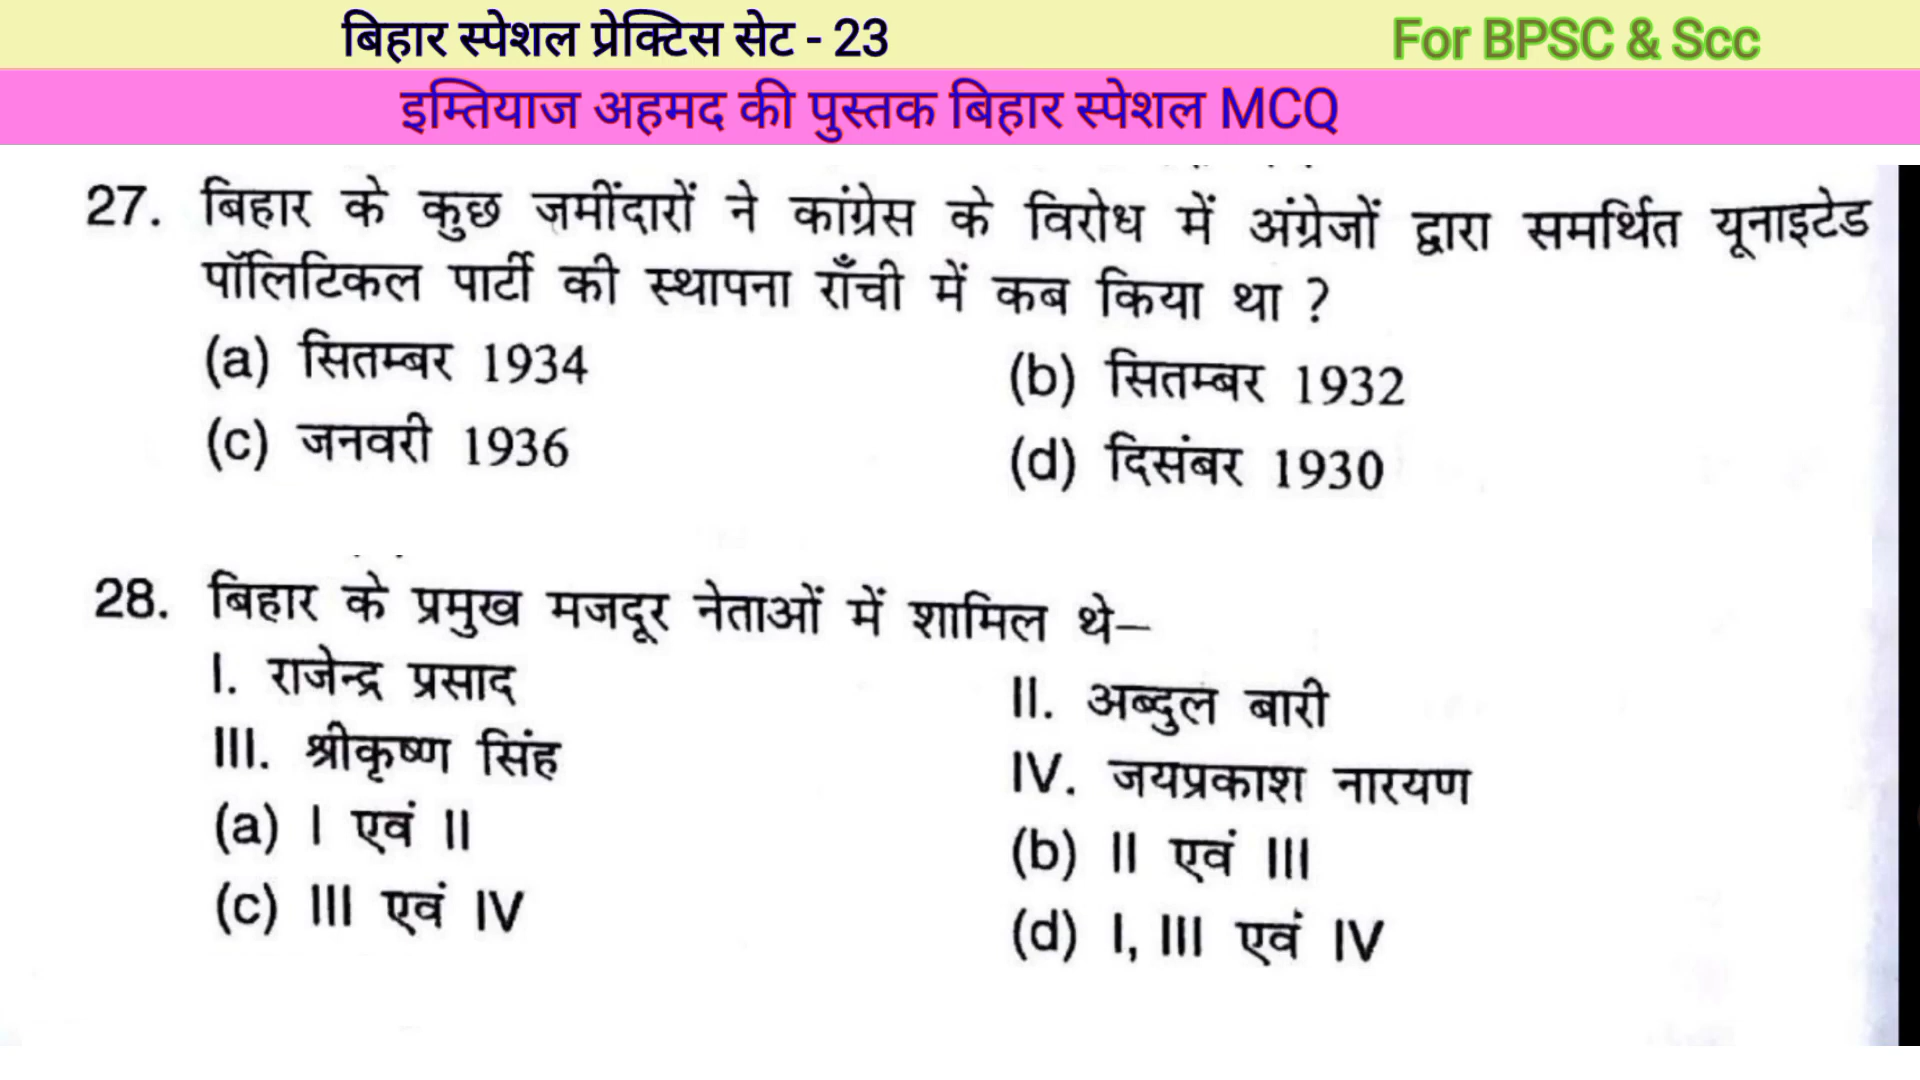 बिहार स्पेशल प्रेक्टिस सेट - 23 For BPSC & Scc
इम्तियाज अहमद की पुस्तक बिहार स्पेशल MCQ
27. बिहार के कुछ ज़मींदारों ने कांग्रेस के विरोध में अंग्रेजों द्वारा समर्थित यूनाइटेड
पॉलिटिकल पार्टी की स्थापना राँची में कब किया था ?
(a) सितम्बर 1934 (b) सितम्बर 1932
(c) जनवरी 1936 (d) दिसंबर 1930
28. बिहार के प्रमुख मजदूर नेताओं में शामिल थे–
I. राजेन्द्र प्रसाद II. अब्दुल बारी
III. श्रीकृष्ण सिंह IV. जयप्रकाश नारयण
(a) I एवं II (b) II एवं III
(c) III एवं IV (d) I, III एवं IV